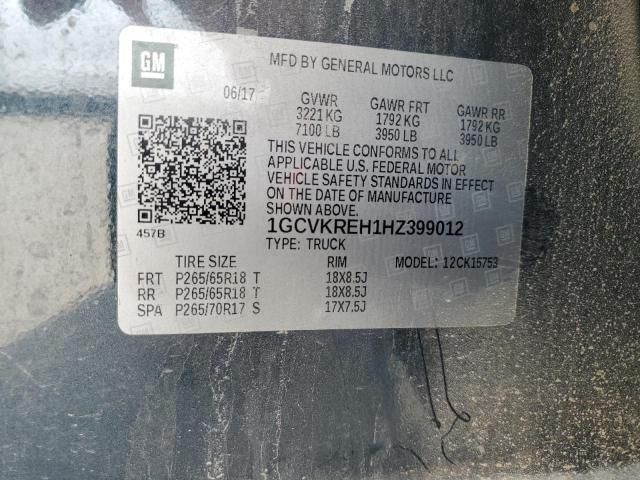 GM
MFD BY GENERAL MOTORS LLC
06/17 GVWR GAWR FRT GAWR RR
3221 KG 1792 KG 1792 KG
7100 LB 3950 LB 3950 LB
THIS VEHICLE CONFORMS TO ALL
APPLICABLE U.S. FEDERAL MOTOR
VEHICLE SAFETY STANDARDS IN EFFECT
ON THE DATE OF MANUFACTURE
SHOWN ABOVE.
457B 1GCVKREH1HZ399012
TYPE: TRUCK
TIRE SIZE RIM MODEL: 12CK15753
FRT P265/65R18 T 18X8.5J
RR P265/65R18 T 18X8.5J
SPA P265/70R17 S 17X7.5J